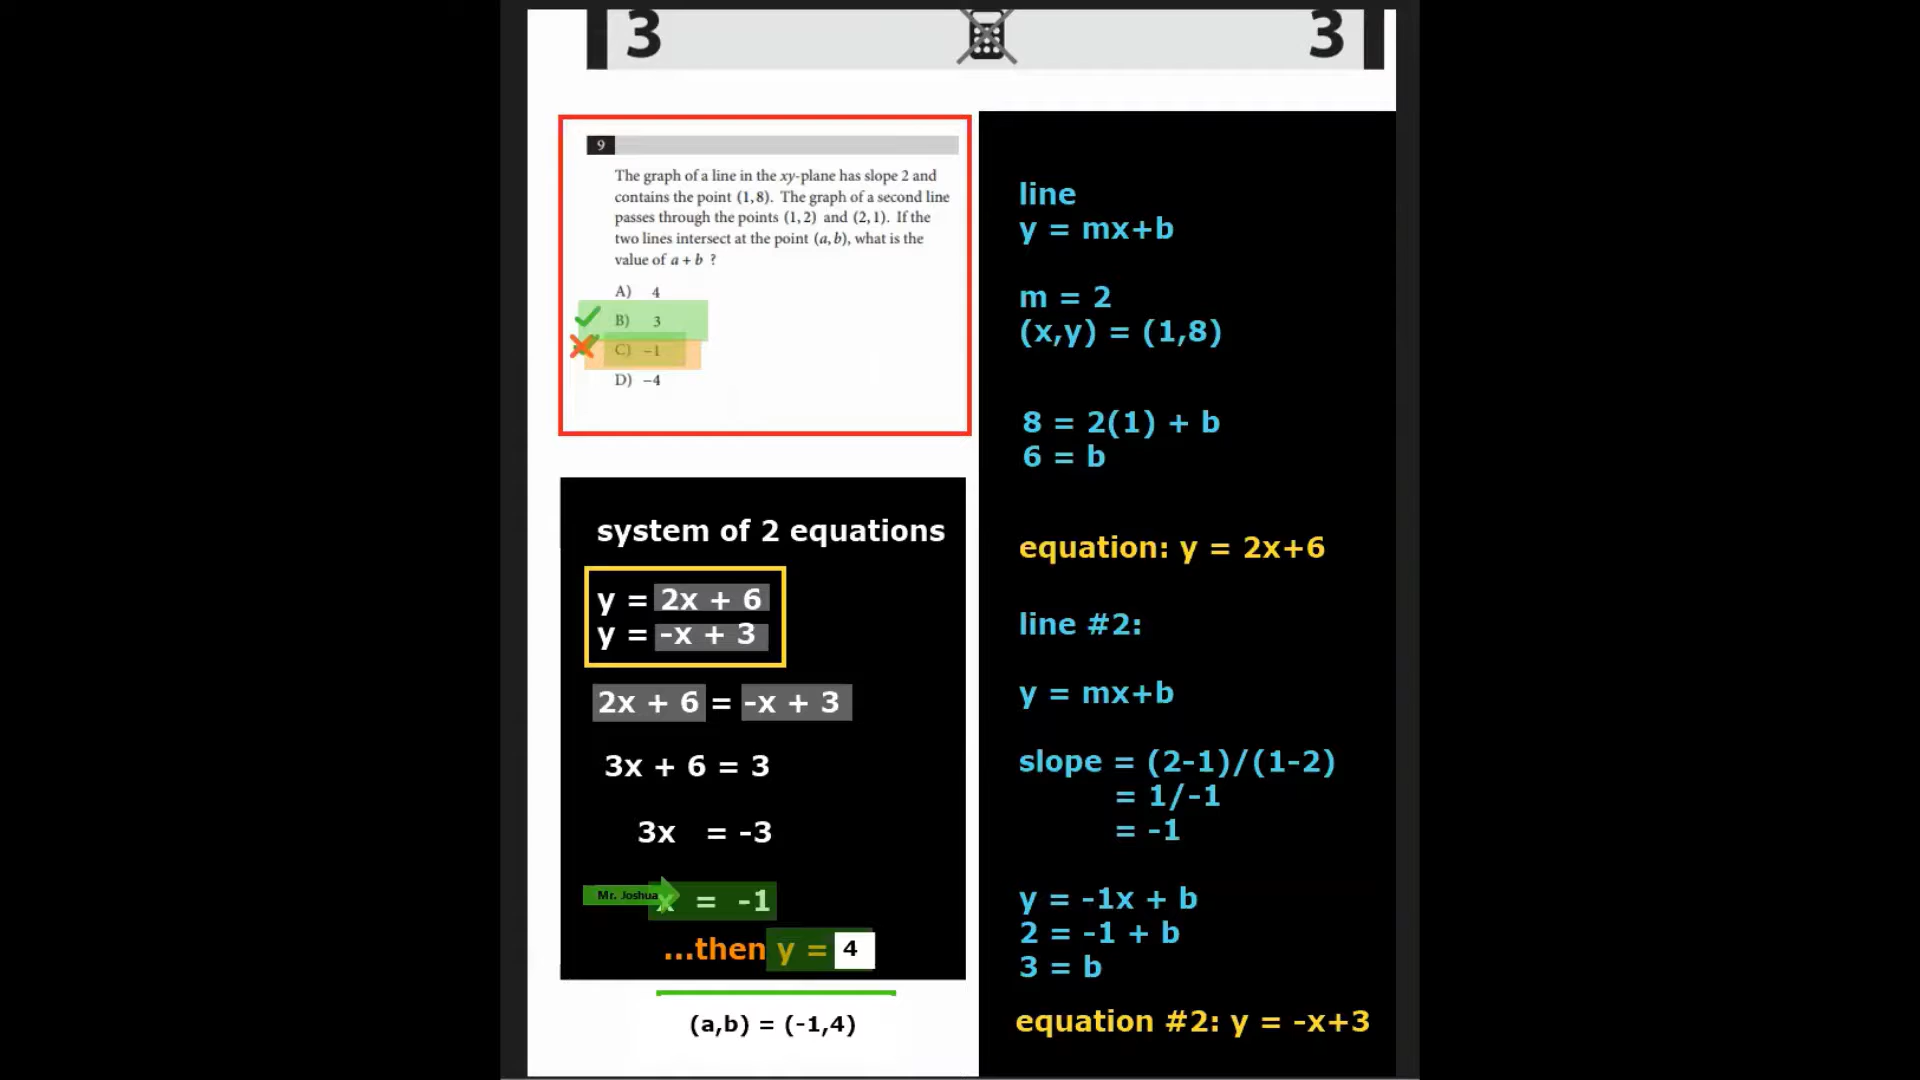 3 3
9
The graph of a line in the xy-plane has slope 2 and
contains the point (1,8). The graph of a second line
passes through the points (1,2) and (2,1). If the
two lines intersect at the point (a,b), what is the
value of a + b ?
A) 4
B) 3
C) −1
D) −4
system of 2 equations
y = 2x + 6
y = -x + 3
2x + 6 = -x + 3
3x + 6 = 3
3x = -3
Mr. Joshua
x = -1
...then y = 4
(a,b) = (-1,4)
line
y = mx+b
m = 2
(x,y) = (1,8)
8 = 2(1) + b
6 = b
equation: y = 2x+6
line #2:
y = mx+b
slope = (2-1)/(1-2)
= 1/-1
= -1
y = -1x + b
2 = -1 + b
3 = b
equation #2: y = -x+3